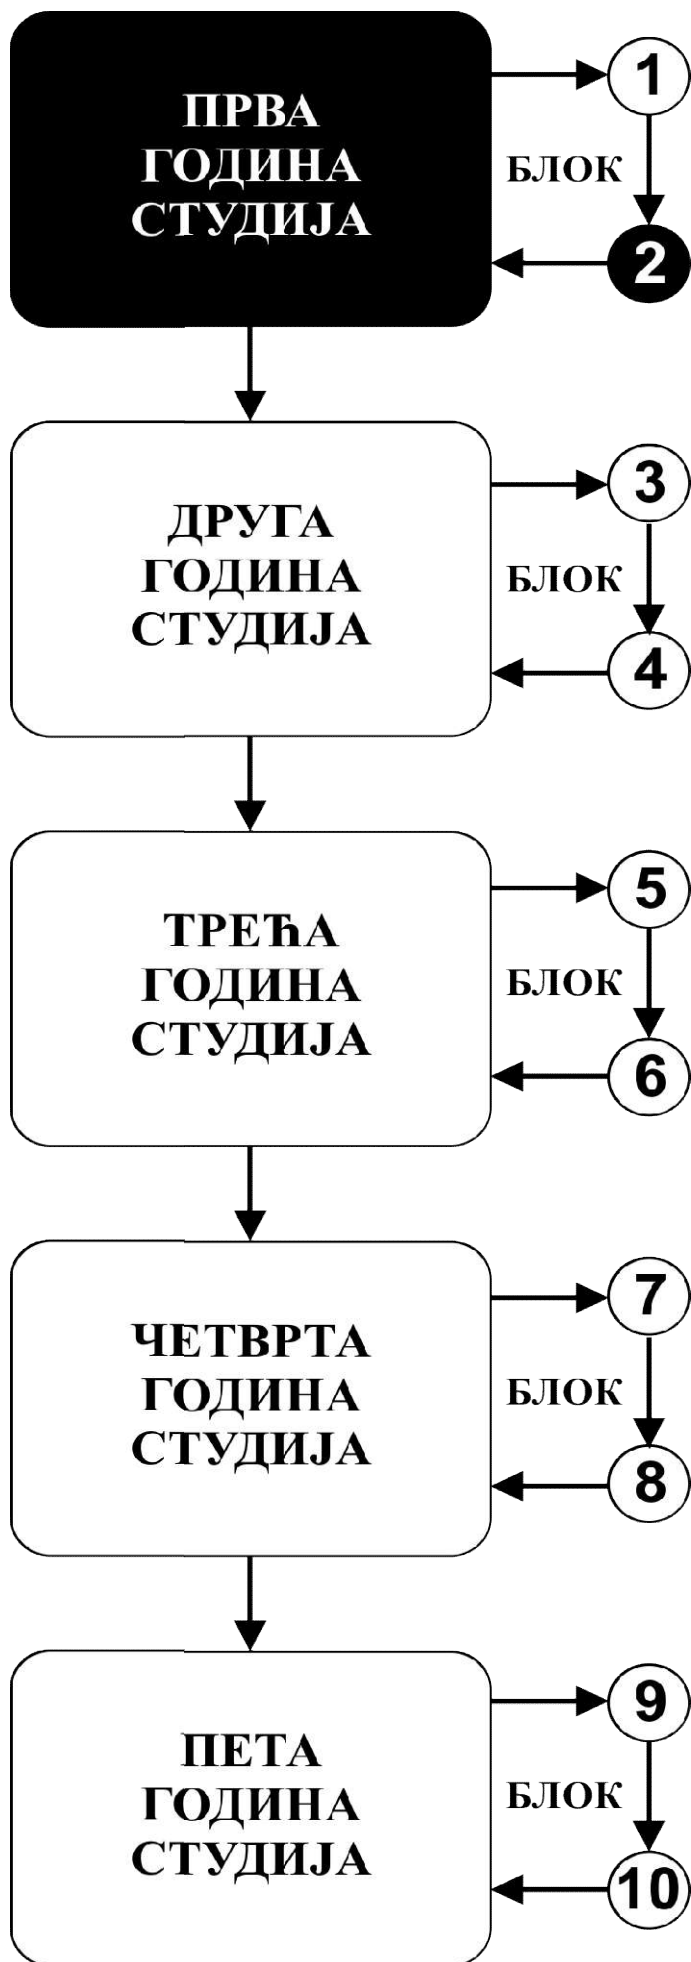 ПРВА
ГОДИНА
СТУДИЈА
1
БЛОК
2
ДРУГА
ГОДИНА
СТУДИЈА
3
БЛОК
4
ТРЕЋА
ГОДИНА
СТУДИЈА
5
БЛОК
6
ЧЕТВРТА
ГОДИНА
СТУДИЈА
7
БЛОК
8
ПЕТА
ГОДИНА
СТУДИЈА
9
БЛОК
10